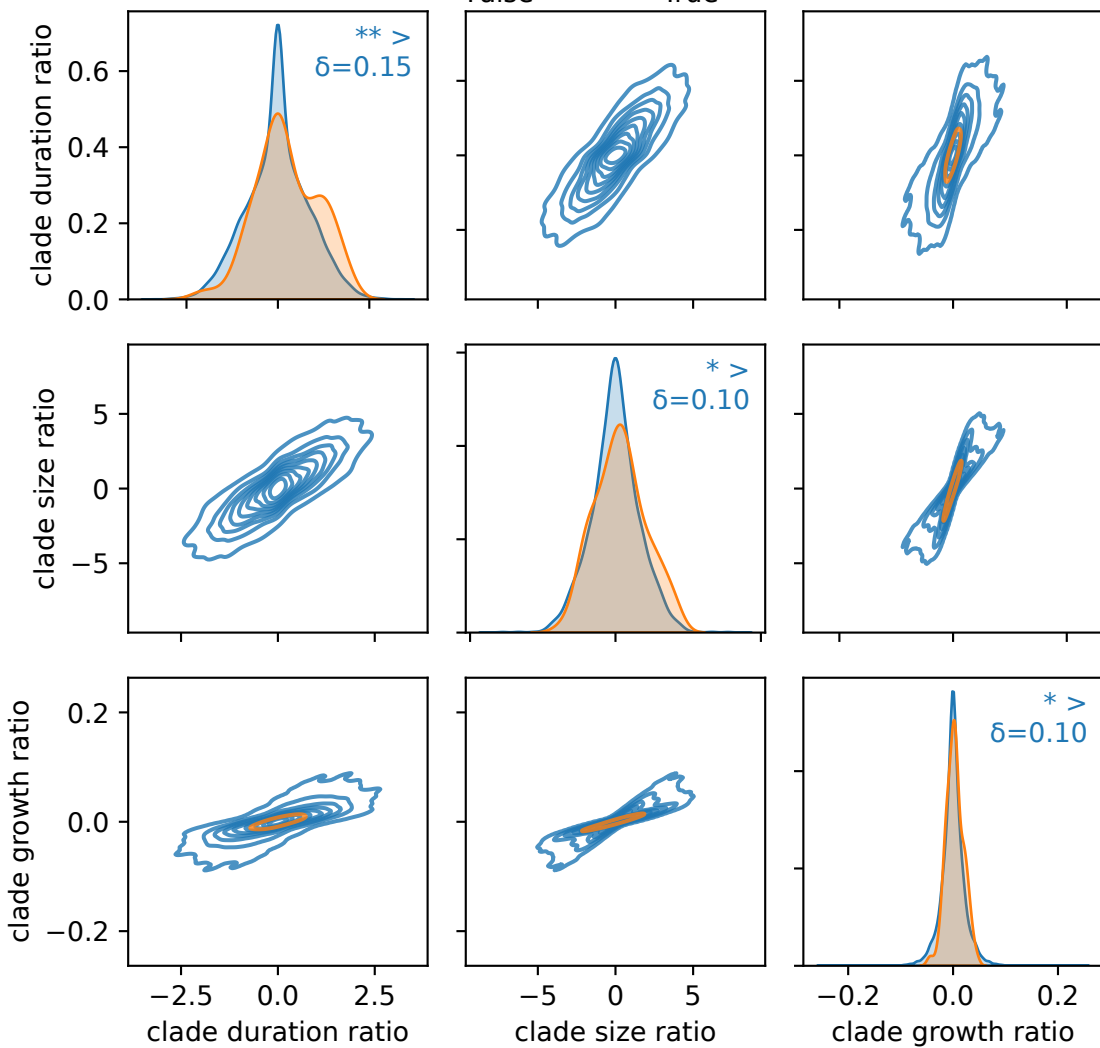 clade duration ratio
0.6
0.4
0.2
0.0
** >
δ=0.15
clade size ratio
5
0
−5
* >
δ=0.10
clade growth ratio
0.2
0.0
−0.2
* >
δ=0.10
−2.5 0.0 2.5
−5 0 5
−0.2 0.0 0.2
clade duration ratio
clade size ratio
clade growth ratio